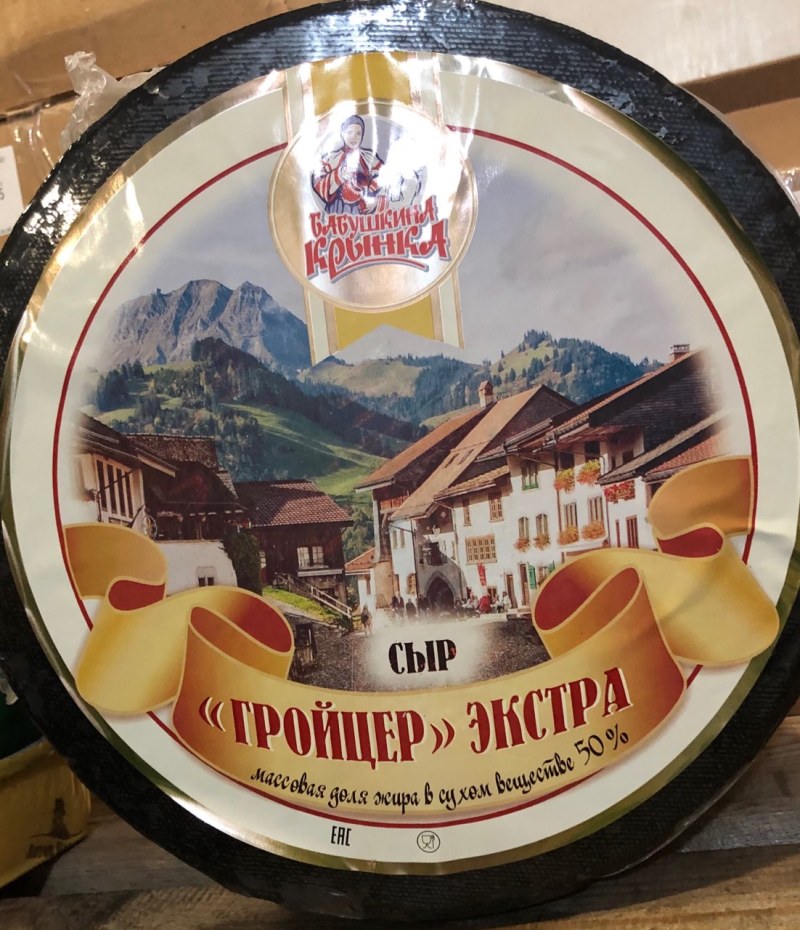 БАБУШКИНА
КРЫНКА
СЫР
«ГРОЙЦЕР» ЭКСТРА
массовая доля жира в сухом веществе 50%
ЕАС